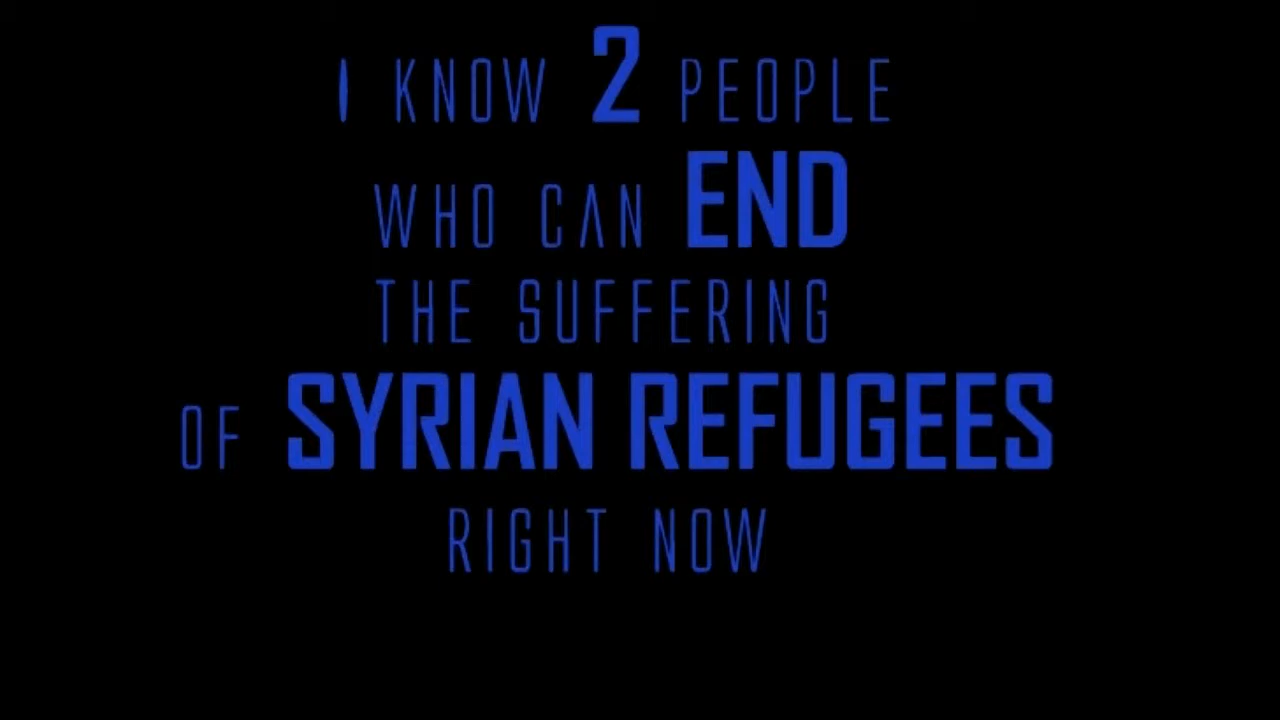 I KNOW 2 PEOPLE
WHO CAN END
THE SUFFERING
OF SYRIAN REFUGEES
RIGHT NOW